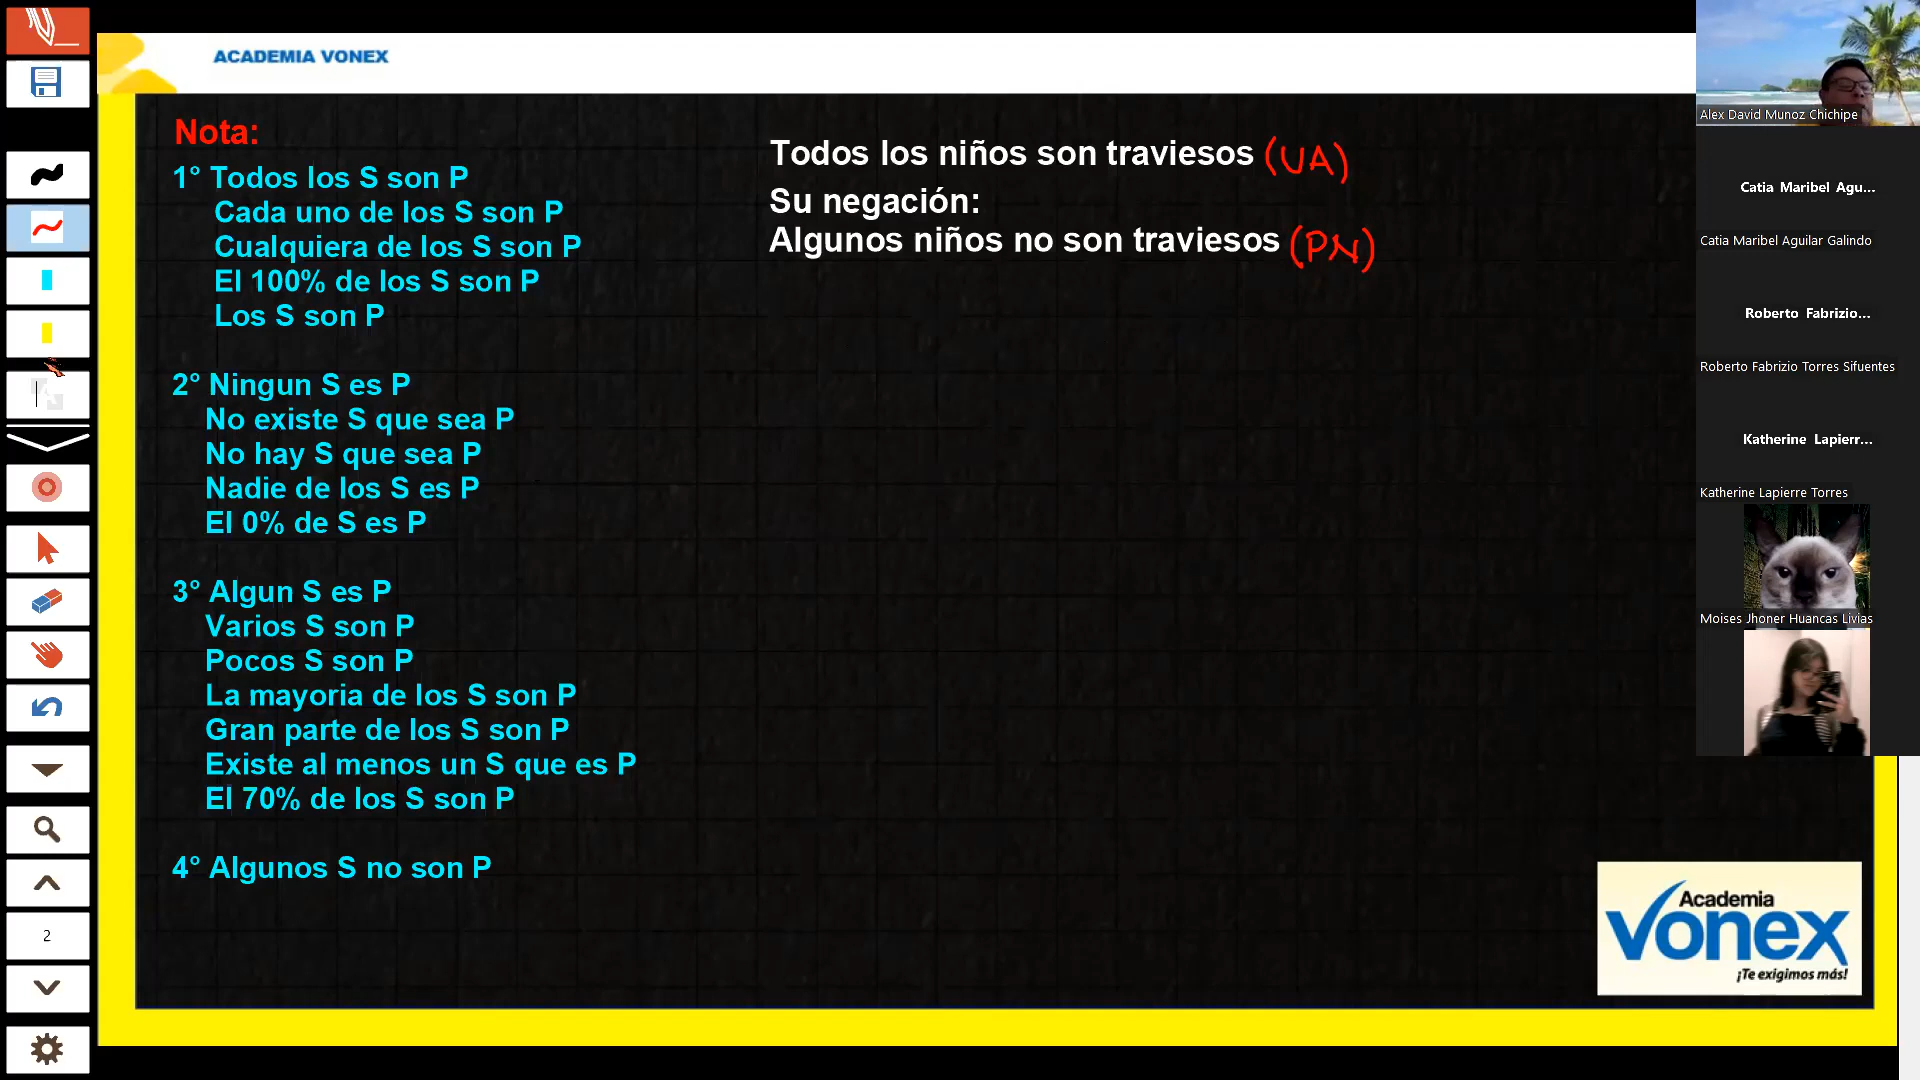 ACADEMIA VONEX
Nota:
1° Todos los S son P
Cada uno de los S son P
Cualquiera de los S son P
El 100% de los S son P
Los S son P
2° Ningun S es P
No existe S que sea P
No hay S que sea P
Nadie de los S es P
El 0% de S es P
3° Algun S es P
Varios S son P
Pocos S son P
La mayoria de los S son P
Gran parte de los S son P
Existe al menos un S que es P
El 70% de los S son P
4° Algunos S no son P
Todos los niños son traviesos (UA)
Su negación:
Algunos niños no son traviesos (PN)
Alex David Munoz Chichipe
Catia Maribel Agu...
Catia Maribel Aguilar Galindo
Roberto Fabrizio...
Roberto Fabrizio Torres Sifuentes
Katherine Lapierr...
Katherine Lapierre Torres
Moises Jhoner Huancas Livias
Academia
vonex
¡Te exigimos más!
2